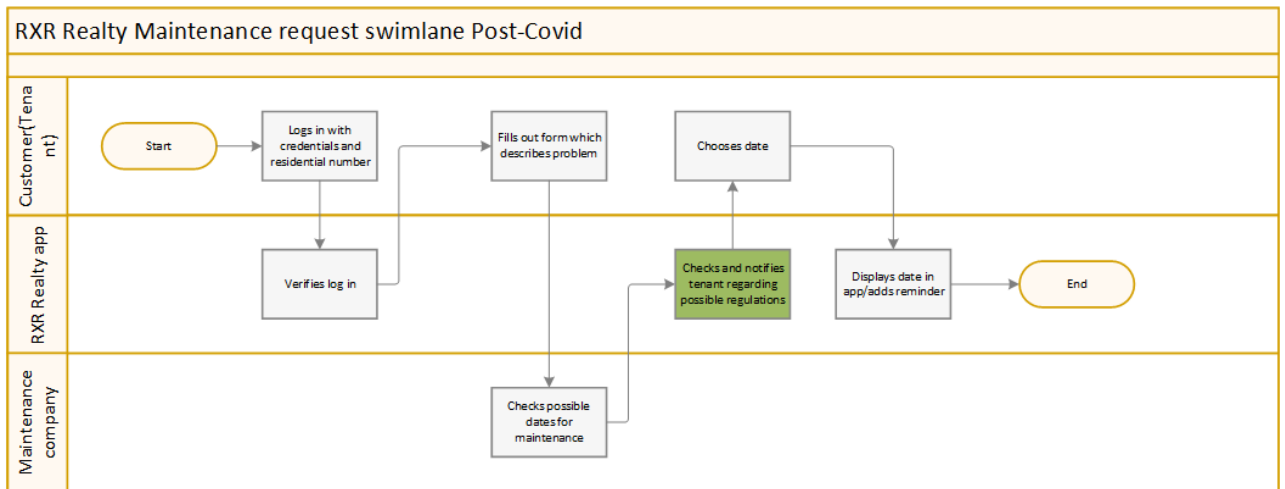 RXR Realty Maintenance request swimlane Post-Covid
Customer(Tena
nt)
Start
Logs in with
credentials and
residential number
Fills out form which
describes problem
Chooses date
RXR Realty app
Verifies log in
Checks and notifies
tenant regarding
possible regulations
Displays date in
app/adds reminder
End
Maintenance
company
Checks possible
dates for
maintenance